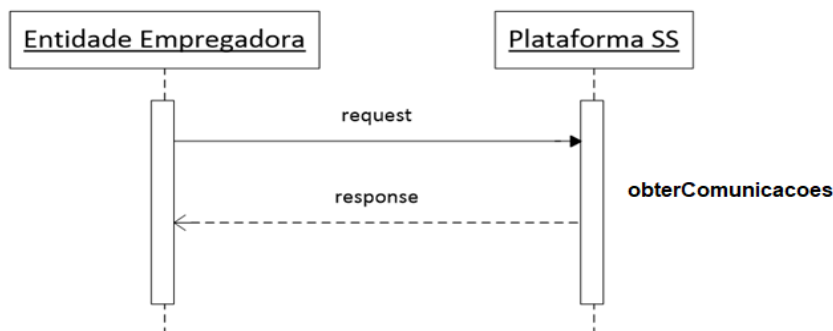 Entidade Empregadora
Plataforma SS
request
obterComunicacoes
response